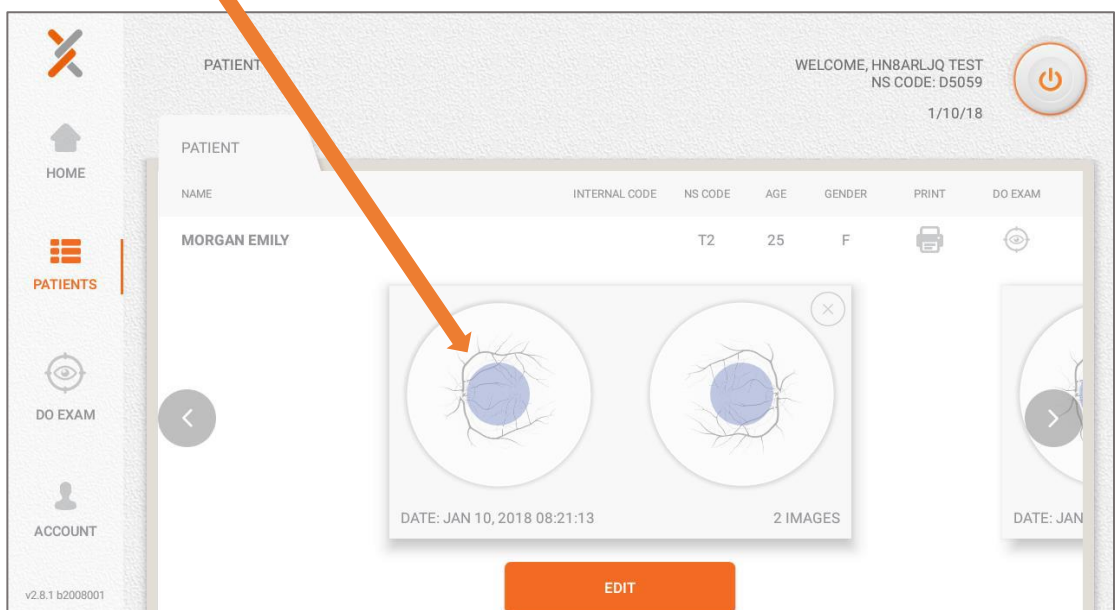 PATIENT
WELCOME, HN8ARLJQ TEST
NS CODE: D5059
1/10/18
HOME
PATIENTS
DO EXAM
ACCOUNT
v2.8.1 b2008001
PATIENT
NAME INTERNAL CODE NS CODE AGE GENDER PRINT DO EXAM
MORGAN EMILY T2 25 F
DATE: JAN 10, 2018 08:21:13 2 IMAGES
DATE: JAN
EDIT